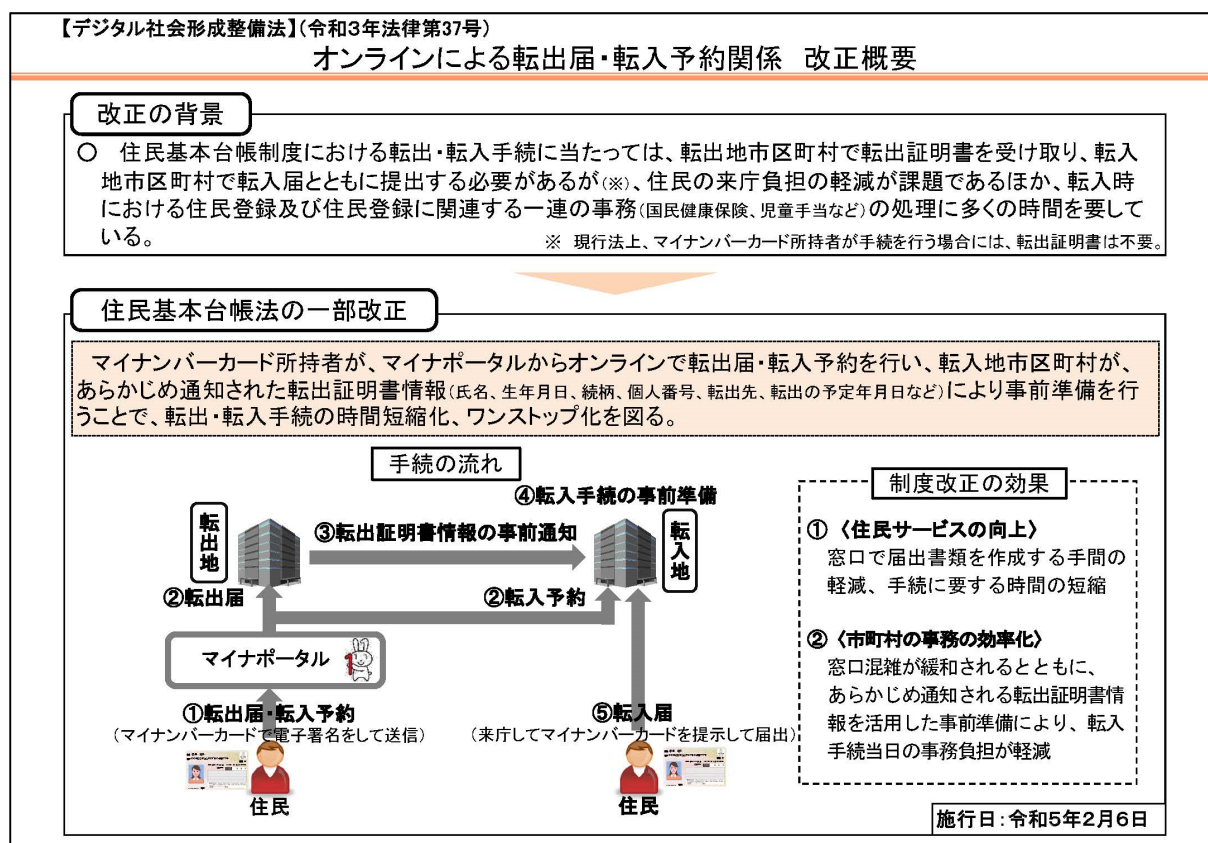 【デジタル社会形成整備法】(令和3年法律第37号)
オンラインによる転出届・転入予約関係　改正概要
改正の背景
○　住民基本台帳制度における転出・転入手続に当たっては、転出地市区町村で転出証明書を受け取り、転入
地市区町村で転入届とともに提出する必要があるが(※)、住民の来庁負担の軽減が課題であるほか、転入時
における住民登録及び住民登録に関連する一連の事務(国民健康保険、児童手当など)の処理に多くの時間を要して
いる。
※　現行法上、マイナンバーカード所持者が手続を行う場合には、転出証明書は不要。
住民基本台帳法の一部改正
マイナンバーカード所持者が、マイナポータルからオンラインで転出届・転入予約を行い、転入地市区町村が、
あらかじめ通知された転出証明書情報(氏名、生年月日、続柄、個人番号、転出先、転出の予定年月日など)により事前準備を行
うことで、転出・転入手続の時間短縮化、ワンストップ化を図る。
手続の流れ
④転入手続の事前準備
転出地
③転出証明書情報の事前通知
転入地
②転出届
②転入予約
マイナポータル
①転出届・転入予約
(マイナンバーカードで電子署名をして送信)
住民
⑤転入届
(来庁してマイナンバーカードを提示して届出)
住民
制度改正の効果
①〈住民サービスの向上〉
窓口で届出書類を作成する手間の
軽減、手続に要する時間の短縮
②〈市町村の事務の効率化〉
窓口混雑が緩和されるとともに、
あらかじめ通知される転出証明書情
報を活用した事前準備により、転入
手続当日の事務負担が軽減
施行日：令和5年2月6日